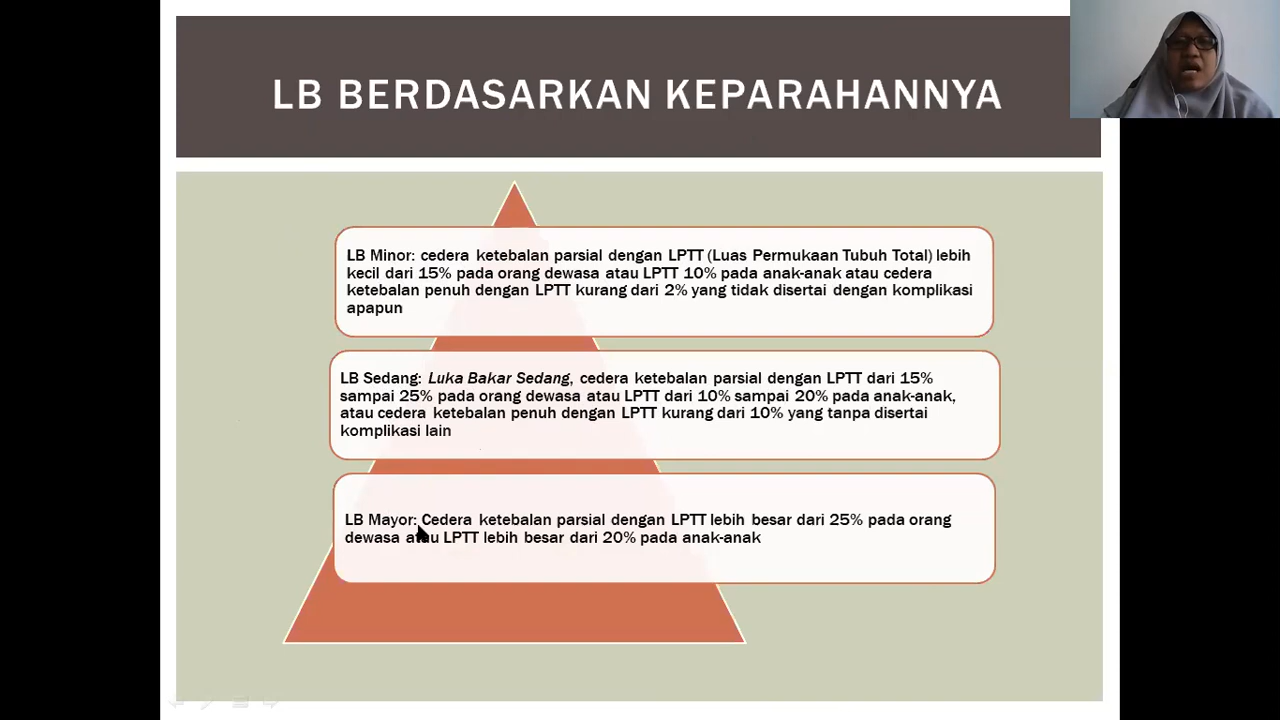 LB BERDASARKAN KEPARAHANNYA
LB Minor: cedera ketebalan parsial dengan LPTT (Luas Permukaan Tubuh Total) lebih
kecil dari 15% pada orang dewasa atau LPTT 10% pada anak-anak atau cedera
ketebalan penuh dengan LPTT kurang dari 2% yang tidak disertai dengan komplikasi
apapun
LB Sedang: Luka Bakar Sedang, cedera ketebalan parsial dengan LPTT dari 15%
sampai 25% pada orang dewasa atau LPTT dari 10% sampai 20% pada anak-anak,
atau cedera ketebalan penuh dengan LPTT kurang dari 10% yang tanpa disertai
komplikasi lain
LB Mayor: Cedera ketebalan parsial dengan LPTT lebih besar dari 25% pada orang
dewasa atau LPTT lebih besar dari 20% pada anak-anak